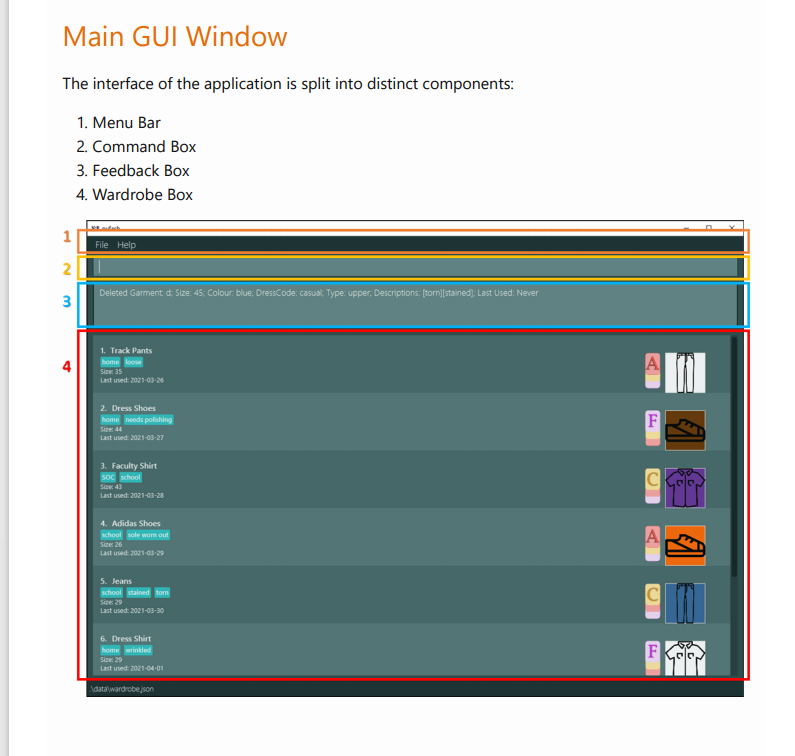 Main GUI Window
The interface of the application is split into distinct components:
1. Menu Bar
2. Command Box
3. Feedback Box
4. Wardrobe Box
1
File Help
2
3
Deleted Garment: d; Size: 45; Colour: blue; DressCode: casual; Type: upper; Descriptions: [torn][stained]; Last Used: Never
4
1. Track Pants
home loose
Size: 35
Last used: 2021-03-26
A
2. Dress Shoes
home needs polishing
Size: 44
Last used: 2021-03-27
F
3. Faculty Shirt
SOC school
Size: 43
Last used: 2021-03-28
C
4. Adidas Shoes
school sole worn out
Size: 26
Last used: 2021-03-29
A
5. Jeans
school stained torn
Size: 29
Last used: 2021-03-30
C
6. Dress Shirt
home wrinkled
Size: 29
Last used: 2021-04-01
F
.\data\wardrobe.json